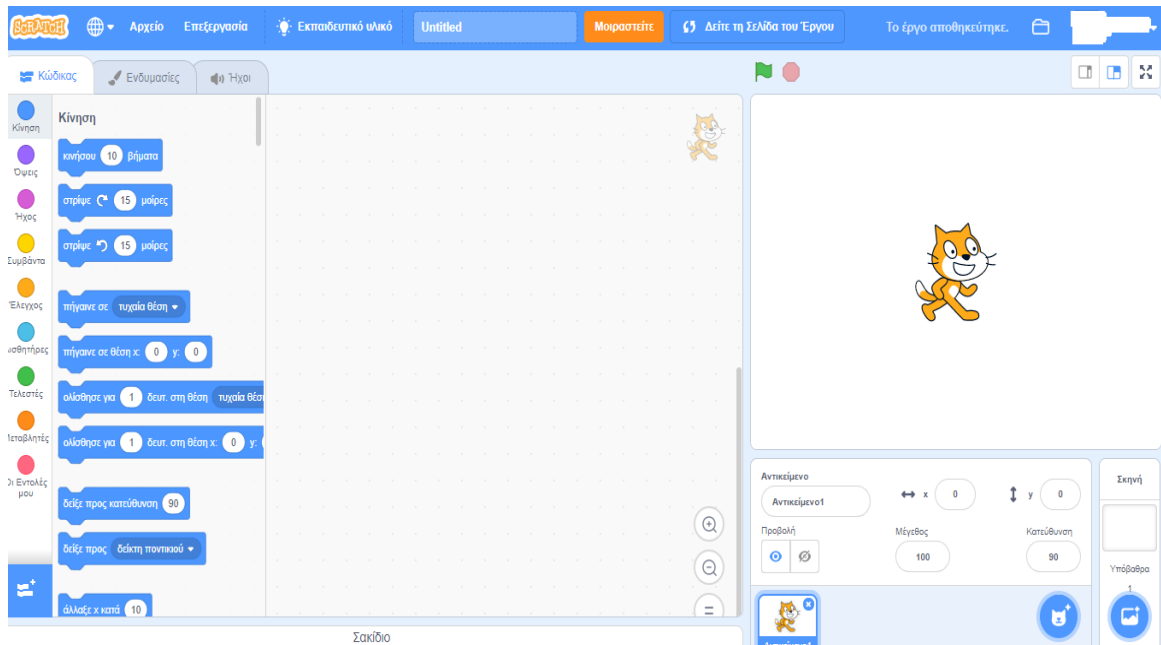 SCRATCH
Αρχείο
Επεξεργασία
Εκπαιδευτικό υλικό
Untitled
Μοιραστείτε
Δείτε τη Σελίδα του Έργου
Το έργο αποθηκεύτηκε.
Κώδικας
Ενδυμασίες
Ήχοι
Κίνηση
Όψεις
Ήχος
Συμβάντα
Έλεγχος
Τελεστές
Οι Εντολές
μου
Κίνηση
κινήσου 10 βήματα
στρίψε 15 μοίρες
στρίψε 15 μοίρες
πήγαινε σε τυχαία θέση
πήγαινε σε θέση x: 0 y: 0
ολίσθησε για 1 δευτ. στη θέση τυχαία
ολίσθησε για 1 δευτ. στη θέση x: 0 y:
δείξε προς κατεύθυνση 90
δείξε προς δείκτη ποντικιού
άλλαξε x κατά 10
Σακίδιο
Αντικείμενο
Αντικείμενο1
x 0
y 0
Προβολή
Μέγεθος
100
Κατεύθυνση
90
Σκηνή
Υπόβαθρα
1